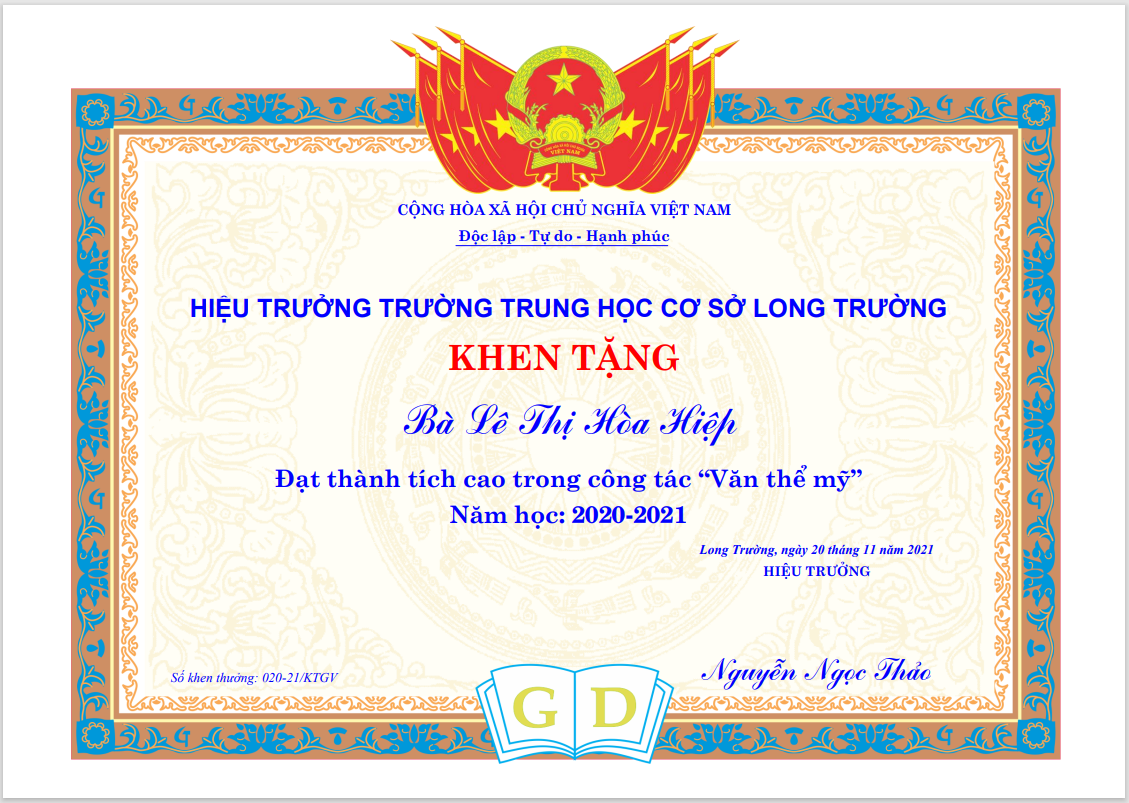 VIỆT NAM
CỘNG HÒA XÃ HỘI CHỦ NGHĨA VIỆT NAM
Độc lập - Tự do - Hạnh phúc
HIỆU TRƯỞNG TRƯỜNG TRUNG HỌC CƠ SỞ LONG TRƯỜNG
KHEN TẶNG
Bà Lê Thị Hòa Hiệp
Đạt thành tích cao trong công tác “Văn thể mỹ”
Năm học: 2020-2021
Long Trường, ngày 20 tháng 11 năm 2021
HIỆU TRƯỞNG
Nguyễn Ngọc Thảo
Số khen thưởng: 020-21/KTGV
G D